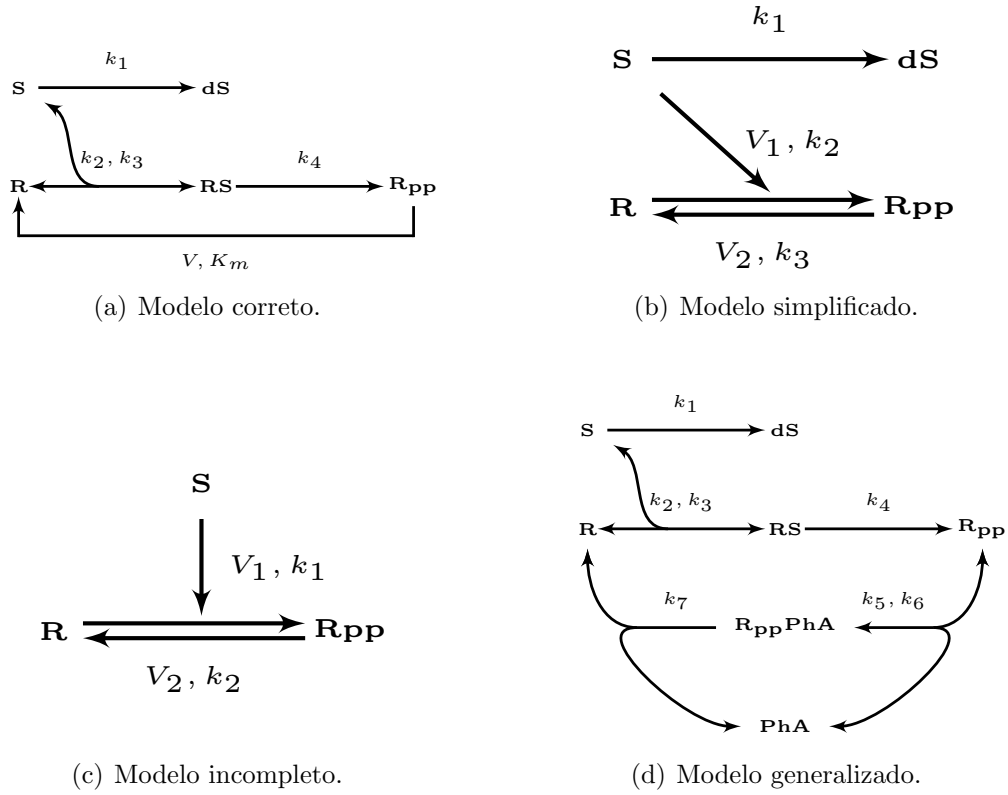 k1
S dS
k2, k3 k4
R RS Rpp
V, Km
(a) Modelo correto.
k1
S dS
V1, k2
R Rpp
V2, k3
(b) Modelo simplificado.
S
V1, k1
R Rpp
V2, k2
(c) Modelo incompleto.
k1
S dS
k2, k3 k4
R RS Rpp
k7 k5, k6
RppPhA
PhA
(d) Modelo generalizado.